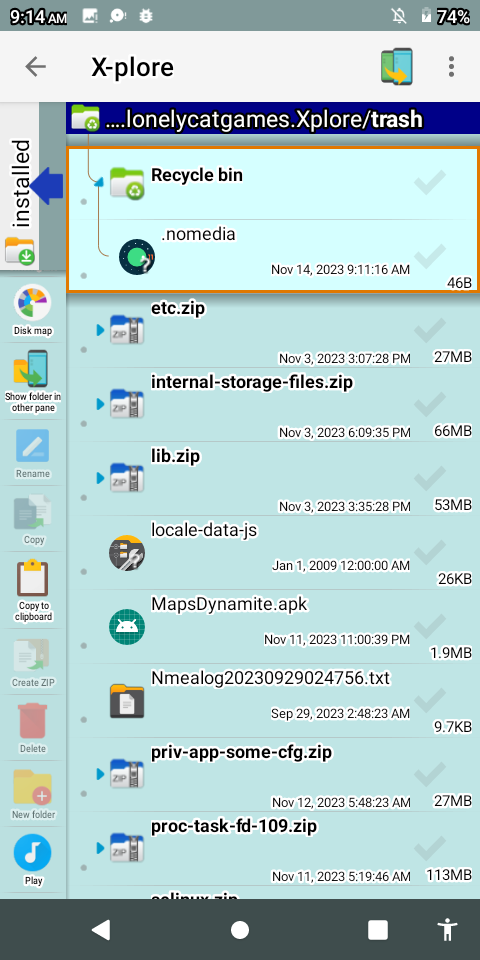 9:14 AM
74%
X-plore
installed
....lonelycatgames.Xplore/trash
Recycle bin
.nomedia
Nov 14, 2023 9:11:16 AM
46B
Disk map
Show folder in
other pane
Rename
Copy
Copy to
clipboard
Create ZIP
Delete
New folder
Play
etc.zip
Nov 3, 2023 3:07:28 PM
27MB
internal-storage-files.zip
Nov 3, 2023 6:09:35 PM
66MB
lib.zip
Nov 3, 2023 3:35:28 PM
53MB
locale-data-js
Jan 1, 2009 12:00:00 AM
26KB
MapsDynamite.apk
Nov 11, 2023 11:00:39 PM
1.9MB
Nmealog20230929024756.txt
Sep 29, 2023 2:48:23 AM
9.7KB
priv-app-some-cfg.zip
Nov 12, 2023 5:48:23 AM
27MB
proc-task-fd-109.zip
Nov 11, 2023 5:19:46 AM
113MB